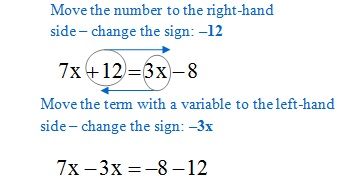 Move the number to the right-hand
side – change the sign: –12
7x+12=3x–8
Move the term with a variable to the left-hand
side – change the sign: –3x
7x–3x=–8–12